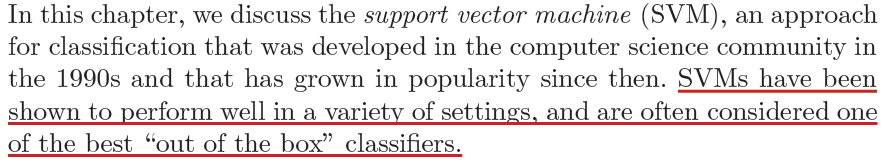 In this chapter, we discuss the support vector machine (SVM), an approach
for classification that was developed in the computer science community in
the 1990s and that has grown in popularity since then. SVMs have been
shown to perform well in a variety of settings, and are often considered one
of the best “out of the box” classifiers.